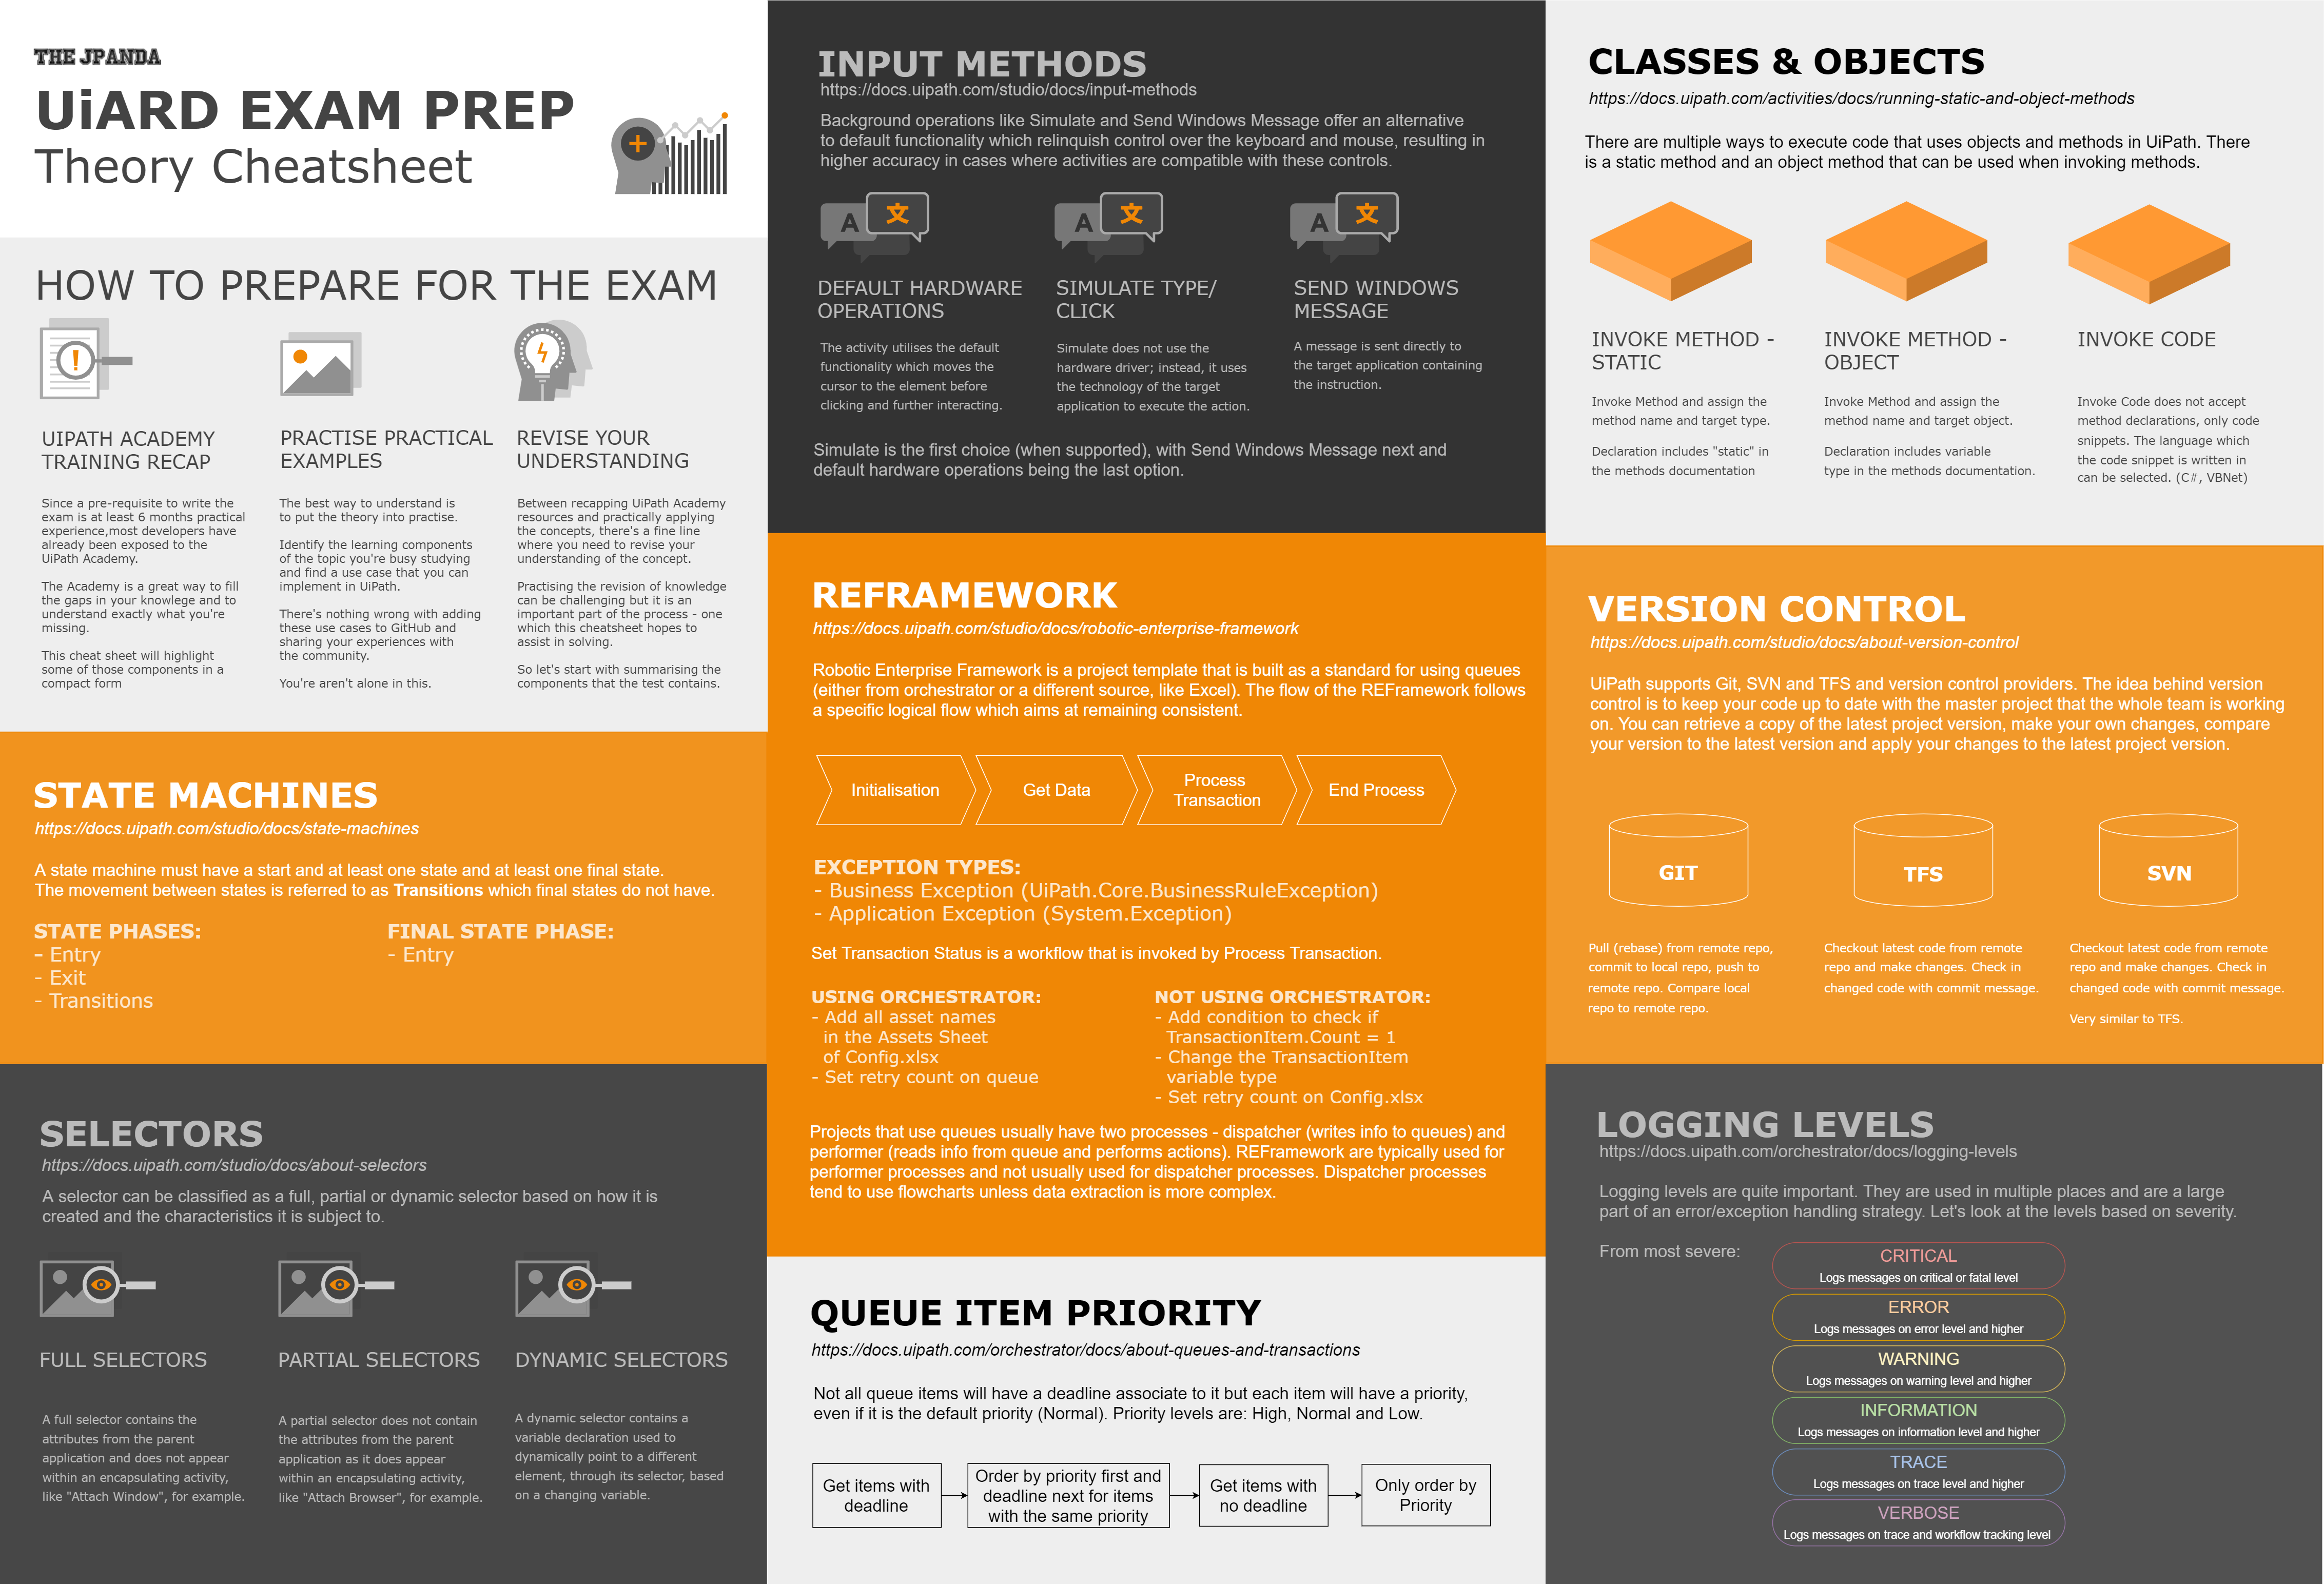 THE JPANDA
UiARD EXAM PREP
Theory Cheatsheet
HOW TO PREPARE FOR THE EXAM
UIPATH ACADEMY
TRAINING RECAP
Since a pre-requisite to write the
exam is at least 6 months practical
experience,most developers have
already been exposed to the
UiPath Academy.
The Academy is a great way to fill
the gaps in your knowlege and to
understand exactly what you're
missing.
This cheat sheet will highlight
some of those components in a
compact form
PRACTISE PRACTICAL
EXAMPLES
The best way to understand is
to put the theory into practise.
Identify the learning components
of the topic you're busy studying
and find a use case that you can
implement in UiPath.
There's nothing wrong with adding
these use cases to GitHub and
sharing your experiences with
the community.
You're aren't alone in this.
REVISE YOUR
UNDERSTANDING
Between recapping UiPath Academy
resources and practically applying
the concepts, there's a fine line
where you need to revise your
understanding of the concept.
Practising the revision of knowledge
can be challenging but it is an
important part of the process - one
which this cheatsheet hopes to
assist in solving.
So let's start with summarising the
components that the test contains.
STATE MACHINES
https://docs.uipath.com/studio/docs/state-machines
A state machine must have a start and at least one state and at least one final state.
The movement between states is referred to as Transitions which final states do not have.
STATE PHASES:
- Entry
- Exit
- Transitions
FINAL STATE PHASE:
- Entry
SELECTORS
https://docs.uipath.com/studio/docs/about-selectors
A selector can be classified as a full, partial or dynamic selector based on how it is
created and the characteristics it is subject to.
FULL SELECTORS
A full selector contains the
attributes from the parent
application and does not appear
within an encapsulating activity,
like "Attach Window", for example.
PARTIAL SELECTORS
A partial selector does not contain
the attributes from the parent
application as it does appear
within an encapsulating activity,
like "Attach Browser", for example.
DYNAMIC SELECTORS
A dynamic selector contains a
variable declaration used to
dynamically point to a different
element, through its selector, based
on a changing variable.
INPUT METHODS
https://docs.uipath.com/studio/docs/input-methods
Background operations like Simulate and Send Windows Message offer an alternative
to default functionality which relinquish control over the keyboard and mouse, resulting in
higher accuracy in cases where activities are compatible with these controls.
A 文
A 文
A 文
DEFAULT HARDWARE
OPERATIONS
The activity utilises the default
functionality which moves the
cursor to the element before
clicking and further interacting.
SIMULATE TYPE/
CLICK
Simulate does not use the
hardware driver; instead, it uses
the technology of the target
application to execute the action.
SEND WINDOWS
MESSAGE
A message is sent directly to
the target application containing
the instruction.
Simulate is the first choice (when supported), with Send Windows Message next and
default hardware operations being the last option.
REFRAMEWORK
https://docs.uipath.com/studio/docs/robotic-enterprise-framework
Robotic Enterprise Framework is a project template that is built as a standard for using queues
(either from orchestrator or a different source, like Excel). The flow of the REFramework follows
a specific logical flow which aims at remaining consistent.
Initialisation
Get Data
Process
Transaction
End Process
EXCEPTION TYPES:
- Business Exception (UiPath.Core.BusinessRuleException)
- Application Exception (System.Exception)
Set Transaction Status is a workflow that is invoked by Process Transaction.
USING ORCHESTRATOR:
- Add all asset names
in the Assets Sheet
of Config.xlsx
- Set retry count on queue
NOT USING ORCHESTRATOR:
- Add condition to check if
TransactionItem.Count = 1
- Change the TransactionItem
variable type
- Set retry count on Config.xlsx
Projects that use queues usually have two processes - dispatcher (writes info to queues) and
performer (reads info from queue and performs actions). REFramework are typically used for
performer processes and not usually used for dispatcher processes. Dispatcher processes
tend to use flowcharts unless data extraction is more complex.
QUEUE ITEM PRIORITY
https://docs.uipath.com/orchestrator/docs/about-queues-and-transactions
Not all queue items will have a deadline associate to it but each item will have a priority,
even if it is the default priority (Normal). Priority levels are: High, Normal and Low.
Get items with
deadline
Order by priority first and
deadline next for items
with the same priority
Get items with
no deadline
Only order by
Priority
CLASSES & OBJECTS
https://docs.uipath.com/activities/docs/running-static-and-object-methods
There are multiple ways to execute code that uses objects and methods in UiPath. There
is a static method and an object method that can be used when invoking methods.
INVOKE METHOD -
STATIC
Invoke Method and assign the
method name and target type.
Declaration includes "static" in
the methods documentation
INVOKE METHOD -
OBJECT
Invoke Method and assign the
method name and target object.
Declaration includes variable
type in the methods documentation.
INVOKE CODE
Invoke Code does not accept
method declarations, only code
snippets. The language which
the code snippet is written in
can be selected. (C#, VBNet)
VERSION CONTROL
https://docs.uipath.com/studio/docs/about-version-control
UiPath supports Git, SVN and TFS and version control providers. The idea behind version
control is to keep your code up to date with the master project that the whole team is working
on. You can retrieve a copy of the latest project version, make your own changes, compare
your version to the latest version and apply your changes to the latest project version.
GIT
Pull (rebase) from remote repo,
commit to local repo, push to
remote repo. Compare local
repo to remote repo.
TFS
Checkout latest code from remote
repo and make changes. Check in
changed code with commit message.
SVN
Checkout latest code from remote
repo and make changes. Check in
changed code with commit message.
Very similar to TFS.
LOGGING LEVELS
https://docs.uipath.com/orchestrator/docs/logging-levels
Logging levels are quite important. They are used in multiple places and are a large
part of an error/exception handling strategy. Let's look at the levels based on severity.
From most severe:
CRITICAL
Logs messages on critical or fatal level
ERROR
Logs messages on error level and higher
WARNING
Logs messages on warning level and higher
INFORMATION
Logs messages on information level and higher
TRACE
Logs messages on trace level and higher
VERBOSE
Logs messages on trace and workflow tracking level